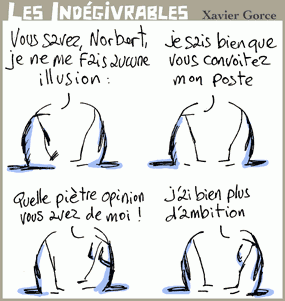 LES INDÉGIVRABLES
Xavier Gorce
Vous savez, Norbert,
je ne me fais aucune
illusion :
je sais bien que
vous convoitez
mon poste
Quelle piètre opinion
vous avez de moi !
j'ai bien plus
d'ambition